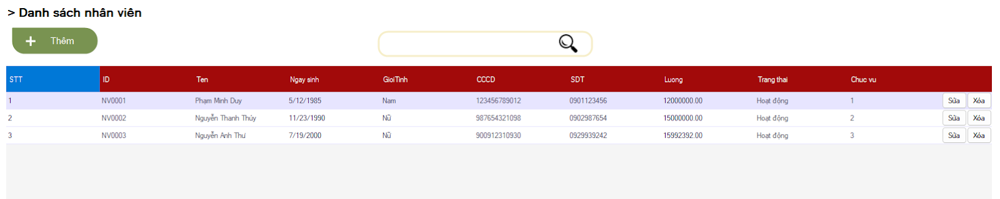 > Danh sách nhân viên
Thêm
STT ID Ten Ngay sinh GioiTinh CCCD SDT Luong Trang thai Chuc vu
1 NV0001 Phạm Minh Duy 5/12/1985 Nam 123456789012 0901123456 12000000.00 Hoạt động 1 Sửa Xóa
2 NV0002 Nguyễn Thanh Thúy 11/23/1990 Nữ 987654321098 0902987654 15000000.00 Hoạt động 2 Sửa Xóa
3 NV0003 Nguyễn Anh Thư 7/19/2000 Nữ 900912310930 0929939242 15992392.00 Hoạt động 3 Sửa Xóa